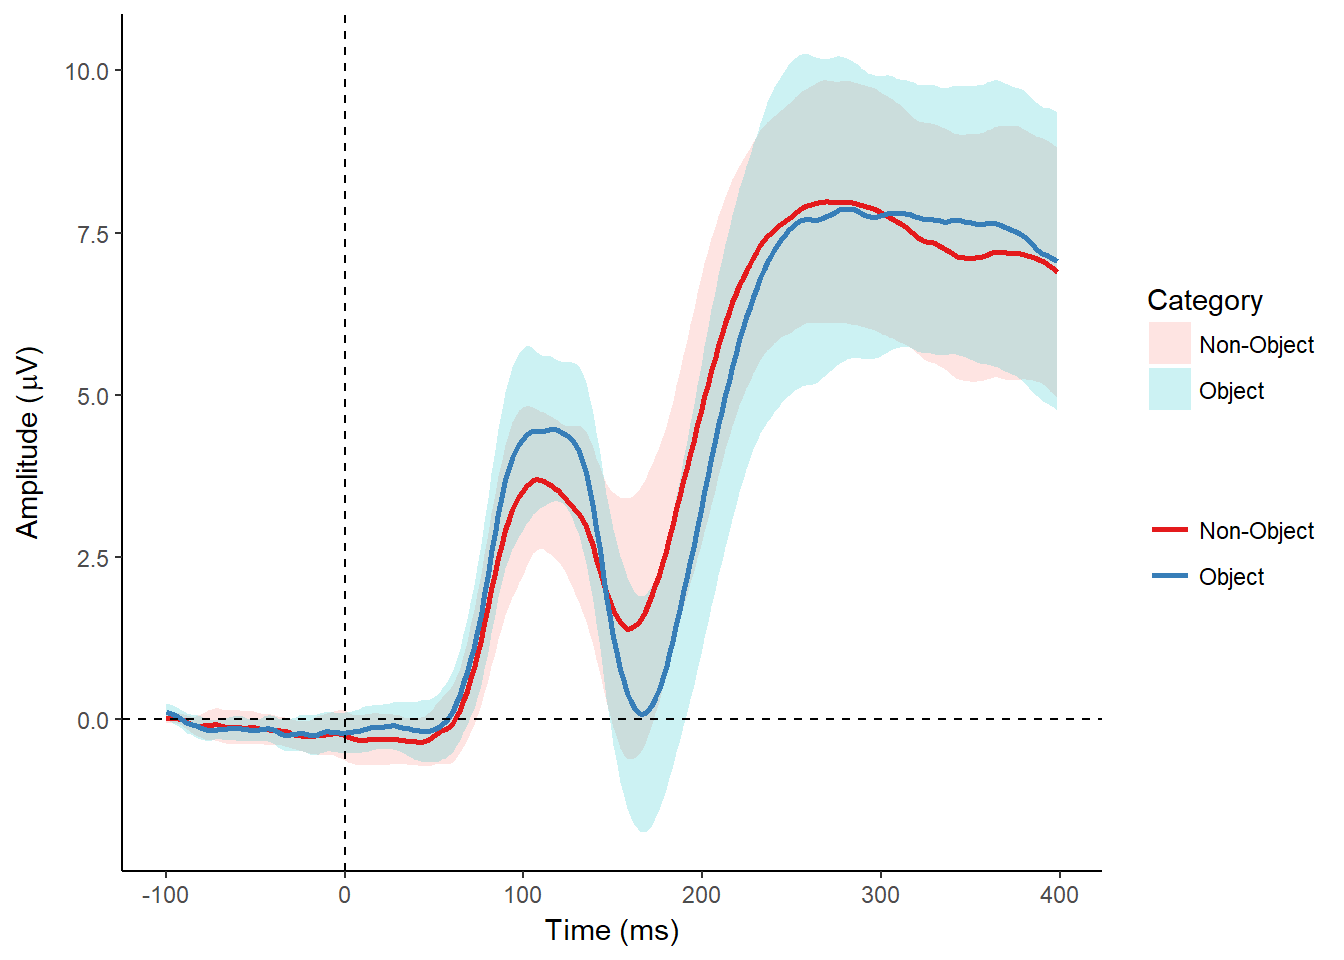 10.0
7.5
5.0
2.5
0.0
Amplitude (μV)
-100 0 100 200 300 400
Time (ms)
Category
Non-Object
Object
Non-Object
Object